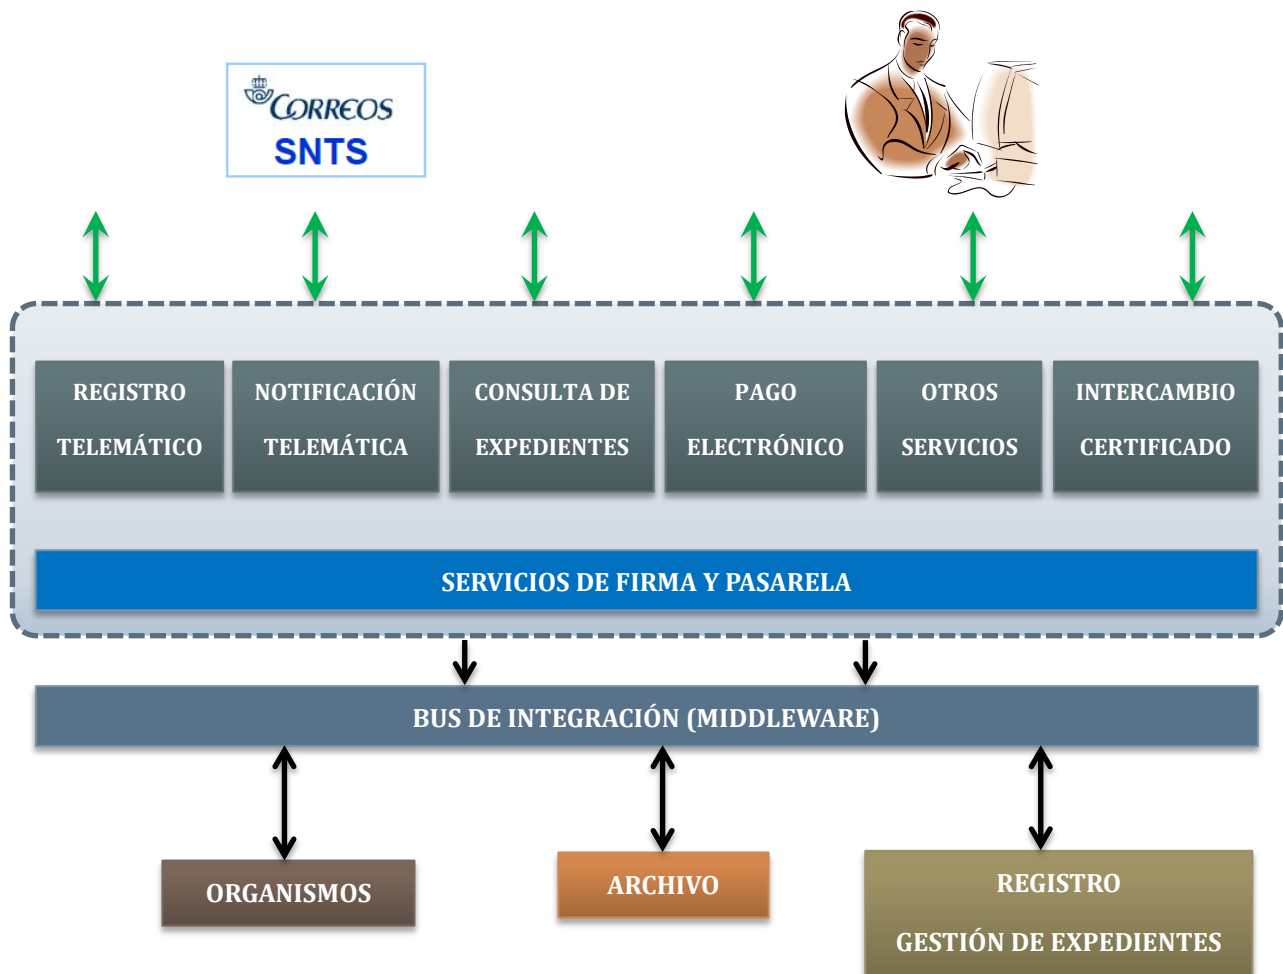 CORREOS
SNTS
REGISTRO
TELEMÁTICO
NOTIFICACIÓN
TELEMÁTICA
CONSULTA DE
EXPEDIENTES
PAGO
ELECTRÓNICO
OTROS
SERVICIOS
INTERCAMBIO
CERTIFICADO
SERVICIOS DE FIRMA Y PASARELA
BUS DE INTEGRACIÓN (MIDDLEWARE)
ORGANISMOS
ARCHIVO
REGISTRO
GESTIÓN DE EXPEDIENTES